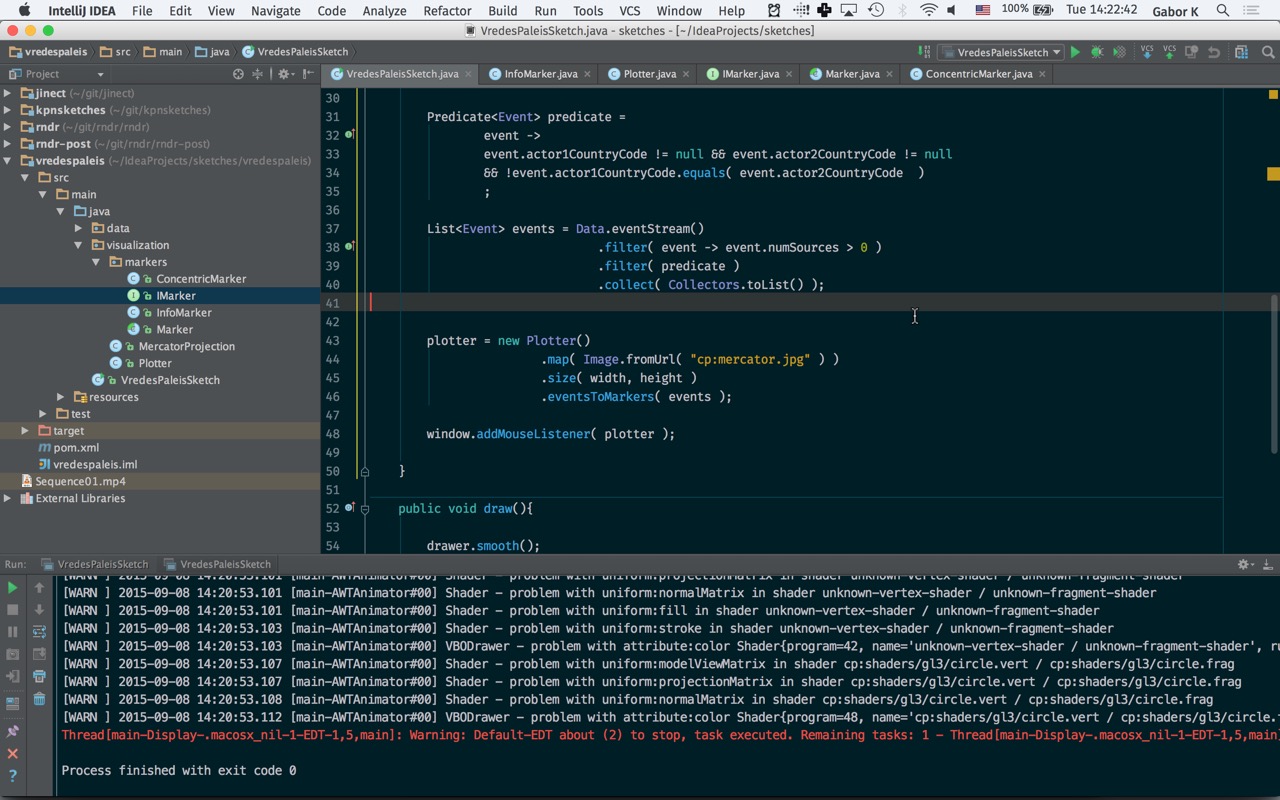 IntelliJ IDEA File Edit View Navigate Code Analyze Refactor Build Run Tools VCS Window Help 100% Tue 14:22:42 Gabor K
VredesPaleisSketch.java - sketches - [~/IdeaProjects/sketches]
vredespaleis src main java VredesPaleisSketch VredesPaleisSketch VCS VCS
Project VredesPaleisSketch.java InfoMarker.java Plotter.java IMarker.java Marker.java ConcentricMarker.java
jinect (~/git/jinect)
kpnsketches (~/git/kpnsketches)
rndr (~/git/rndr/rndr)
rndr-post (~/git/rndr/rndr-post)
vredespaleis (~/IdeaProjects/sketches/vredespaleis)
src
main
java
data
visualization
markers
ConcentricMarker
IMarker
InfoMarker
Marker
MercatorProjection
Plotter
VredesPaleisSketch
resources
test
target
pom.xml
vredespaleis.iml
Sequence01.mp4
External Libraries
30
31 Predicate<Event> predicate =
32 event ->
33 event.actor1CountryCode != null && event.actor2CountryCode != null
34 && !event.actor1CountryCode.equals( event.actor2CountryCode )
35 ;
36
37 List<Event> events = Data.eventStream()
38 .filter( event -> event.numSources > 0 )
39 .filter( predicate )
40 .collect( Collectors.toList() );
41
42
43 plotter = new Plotter()
44 .map( Image.fromUrl( "cp:mercator.jpg" ) )
45 .size( width, height )
46 .eventsToMarkers( events );
47
48 window.addMouseListener( plotter );
49
50 }
51
52 public void draw(){
53
54 drawer.smooth();
Run: VredesPaleisSketch VredesPaleisSketch
[WARN ] 2015-09-08 14:20:53.101 [main-AWTAnimator#00] Shader - problem with uniform:projectionMatrix in shader unknown-vertex-shader / unknown-fragment-shader
[WARN ] 2015-09-08 14:20:53.101 [main-AWTAnimator#00] Shader - problem with uniform:normalMatrix in shader unknown-vertex-shader / unknown-fragment-shader
[WARN ] 2015-09-08 14:20:53.101 [main-AWTAnimator#00] Shader - problem with uniform:fill in shader unknown-vertex-shader / unknown-fragment-shader
[WARN ] 2015-09-08 14:20:53.103 [main-AWTAnimator#00] Shader - problem with uniform:stroke in shader unknown-vertex-shader / unknown-fragment-shader
[WARN ] 2015-09-08 14:20:53.103 [main-AWTAnimator#00] VBODrawer - problem with attribute:color Shader{program=42, name='unknown-vertex-shader / unknown-fragment-shader', ru
[WARN ] 2015-09-08 14:20:53.107 [main-AWTAnimator#00] Shader - problem with uniform:modelViewMatrix in shader cp:shaders/gl3/circle.vert / cp:shaders/gl3/circle.frag
[WARN ] 2015-09-08 14:20:53.107 [main-AWTAnimator#00] Shader - problem with uniform:projectionMatrix in shader cp:shaders/gl3/circle.vert / cp:shaders/gl3/circle.frag
[WARN ] 2015-09-08 14:20:53.108 [main-AWTAnimator#00] Shader - problem with uniform:normalMatrix in shader cp:shaders/gl3/circle.vert / cp:shaders/gl3/circle.frag
[WARN ] 2015-09-08 14:20:53.112 [main-AWTAnimator#00] VBODrawer - problem with attribute:color Shader{program=48, name='cp:shaders/gl3/circle.vert / cp:shaders/gl3/circle.
Thread[main-Display-.macosx_nil-1-EDT-1,5,main]: Warning: Default-EDT about (2) to stop, task executed. Remaining tasks: 1 - Thread[main-Display-.macosx_nil-1-EDT-1,5,main]
Process finished with exit code 0